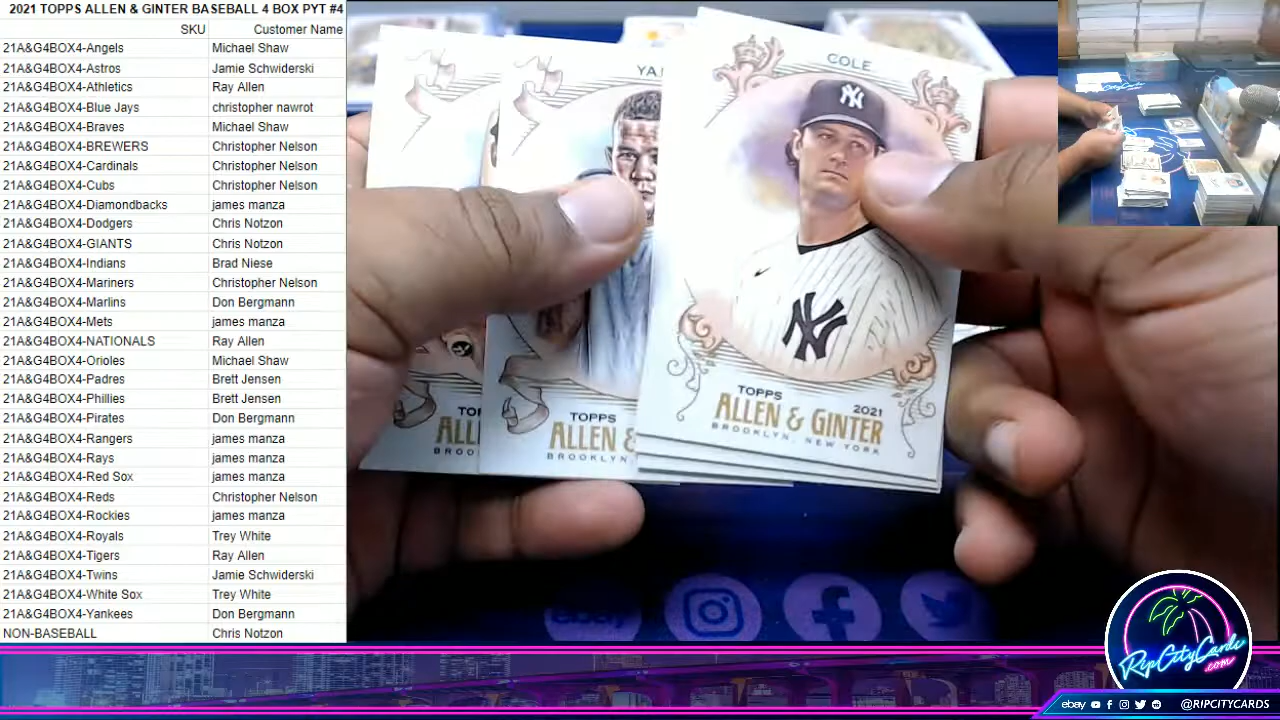 2021 TOPPS ALLEN & GINTER BASEBALL 4 BOX PYT #4
SKU Customer Name
21A&G4BOX4-Angels Michael Shaw
21A&G4BOX4-Astros Jamie Schwiderski
21A&G4BOX4-Athletics Ray Allen
21A&G4BOX4-Blue Jays christopher nawrot
21A&G4BOX4-Braves Michael Shaw
21A&G4BOX4-BREWERS Christopher Nelson
21A&G4BOX4-Cardinals Christopher Nelson
21A&G4BOX4-Cubs Christopher Nelson
21A&G4BOX4-Diamondbacks james manza
21A&G4BOX4-Dodgers Chris Notzon
21A&G4BOX4-GIANTS Chris Notzon
21A&G4BOX4-Indians Brad Niese
21A&G4BOX4-Mariners Christopher Nelson
21A&G4BOX4-Marlins Don Bergmann
21A&G4BOX4-Mets james manza
21A&G4BOX4-NATIONALS Ray Allen
21A&G4BOX4-Orioles Michael Shaw
21A&G4BOX4-Padres Brett Jensen
21A&G4BOX4-Phillies Brett Jensen
21A&G4BOX4-Pirates Don Bergmann
21A&G4BOX4-Rangers james manza
21A&G4BOX4-Rays james manza
21A&G4BOX4-Red Sox james manza
21A&G4BOX4-Reds Christopher Nelson
21A&G4BOX4-Rockies james manza
21A&G4BOX4-Royals Trey White
21A&G4BOX4-Tigers Ray Allen
21A&G4BOX4-Twins Jamie Schwiderski
21A&G4BOX4-White Sox Trey White
21A&G4BOX4-Yankees Don Bergmann
NON-BASEBALL Chris Notzon
COLE
NY
NY
TOPPS 2021
ALLEN & GINTER
BROOKLYN, NEW YORK
YA
TOPPS
ALLEN &
BROOKLYN,
TOP
ALL
BROO
RipCityCards
.com
ebay @RIPCITYCARDS